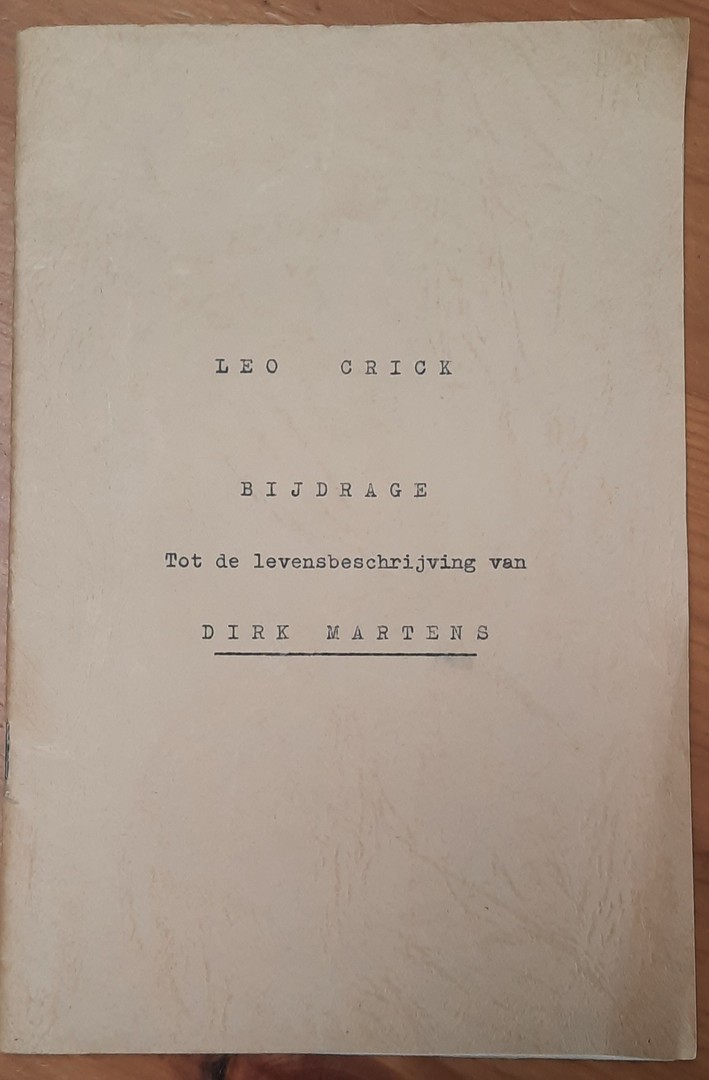 LEO CRICK
BIJDRAGE
Tot de levensbeschrijving van
DIRK MARTENS